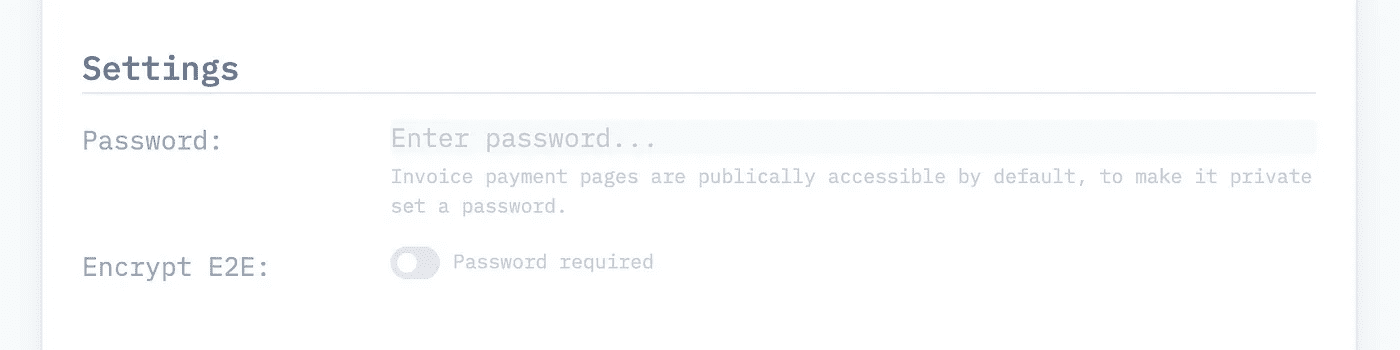 Settings
Password:
Enter password...
Invoice payment pages are publically accessible by default, to make it private
set a password.
Encrypt E2E:
Password required